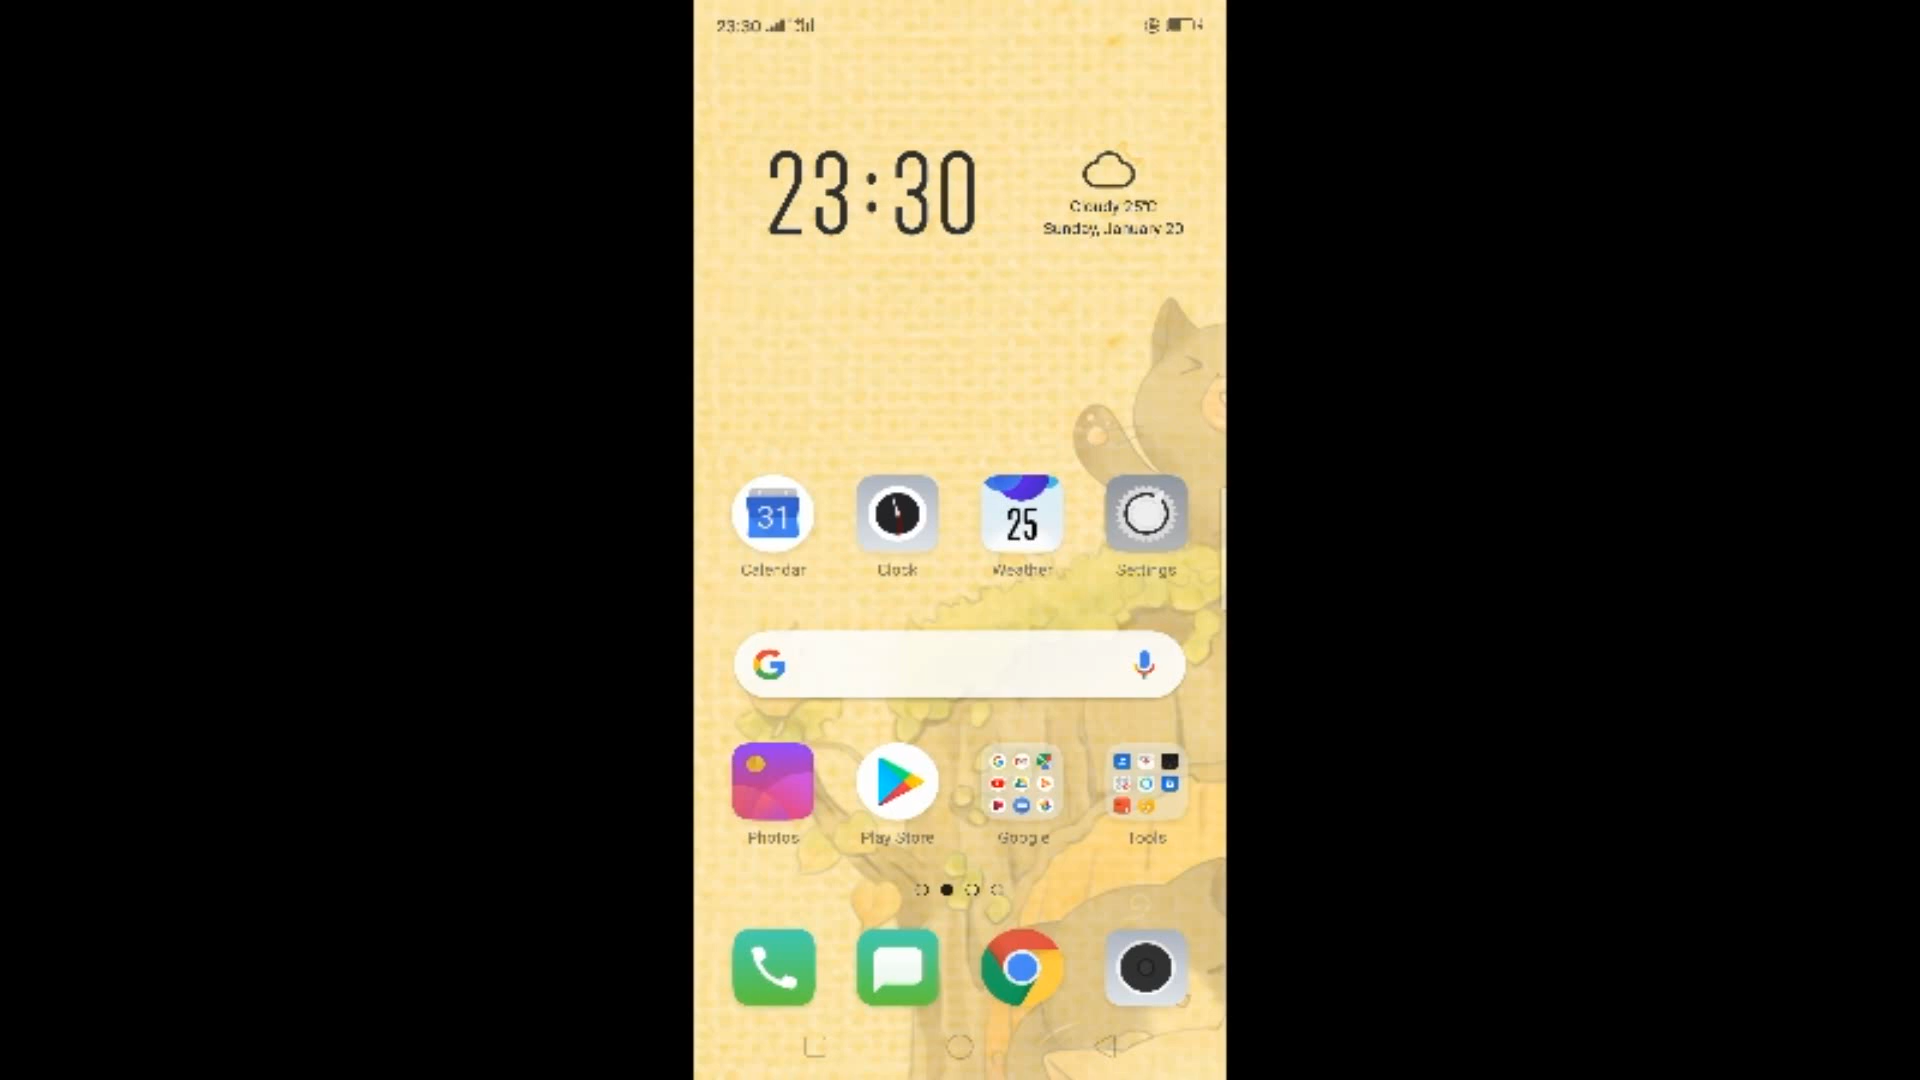 23:30
23:30
Cloudy 25°C
Sunday, January 20
31
25
Calendar
Clock
Weather
Settings
Photos
Play Store
Google
Tools